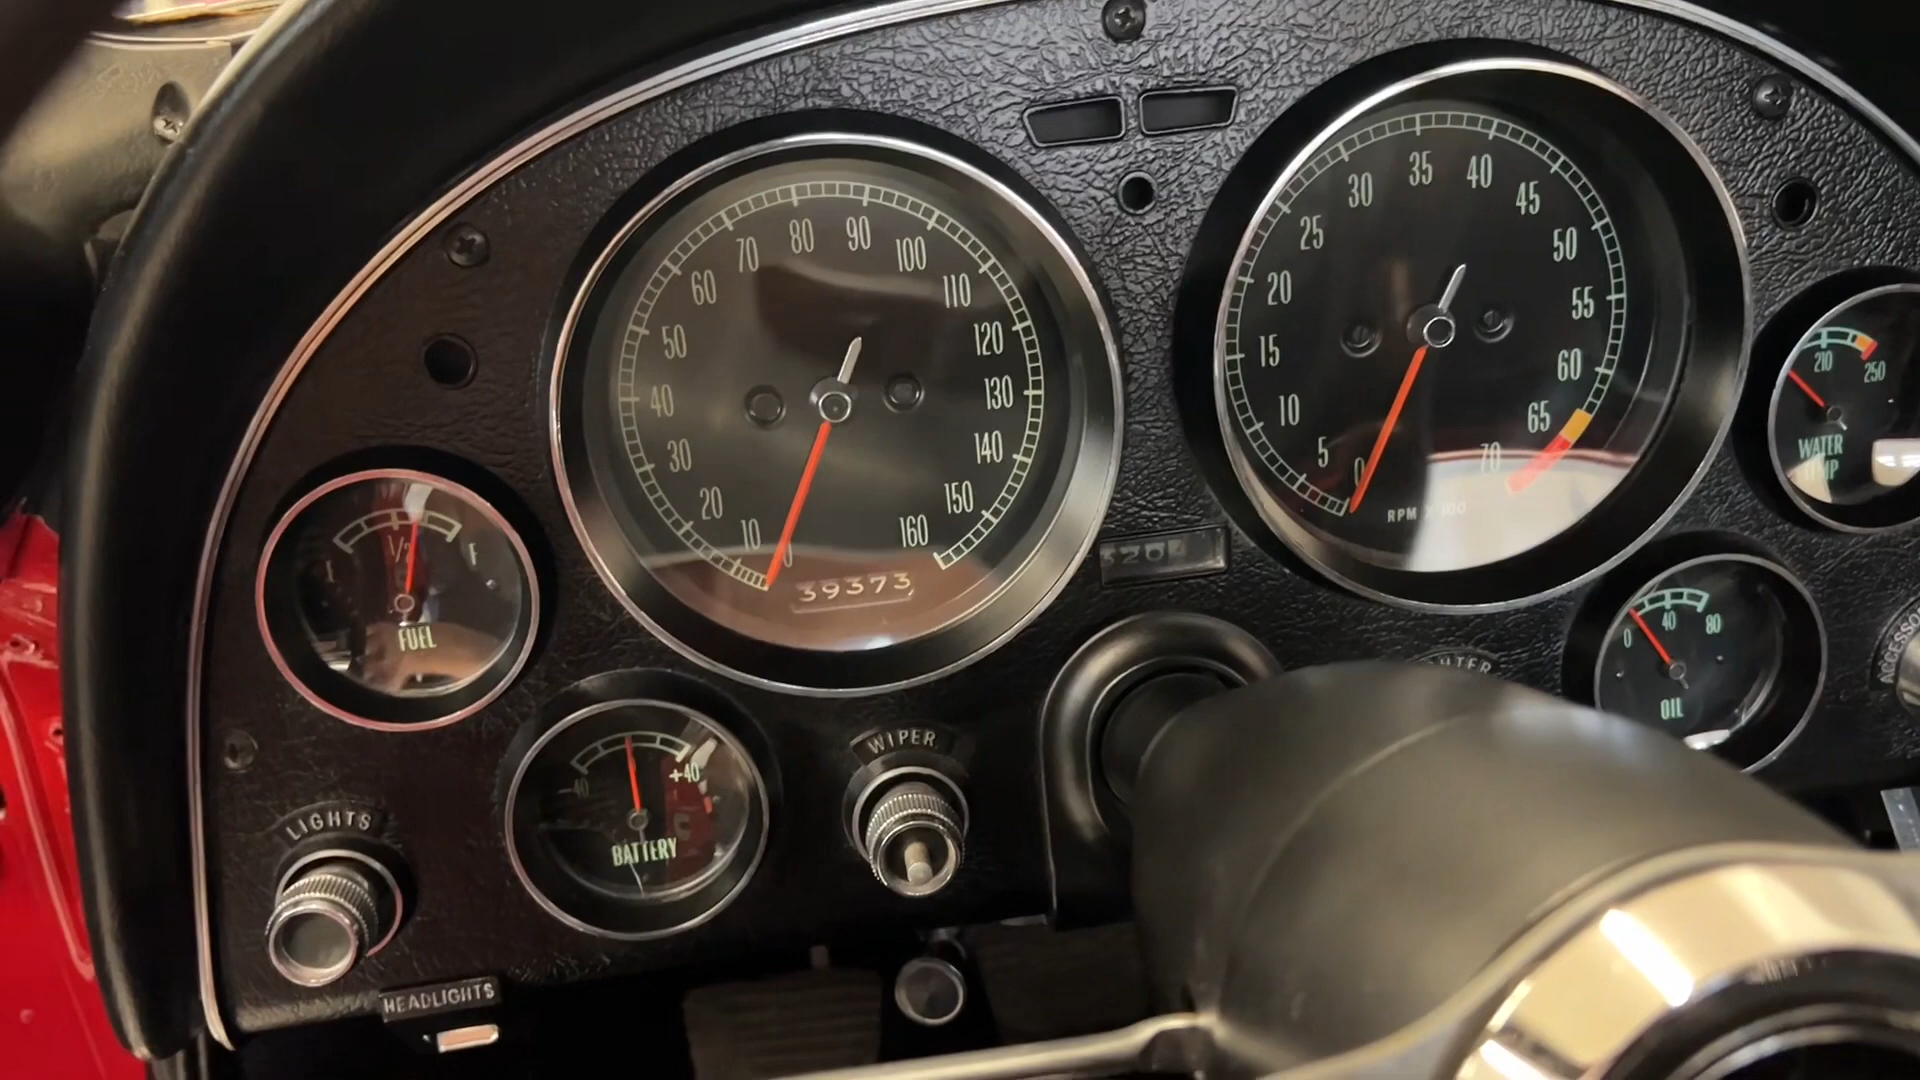 10 20 30 40 50 60 70 80 90 100 110 120 130 140 150 160
39373
0 5 10 15 20 25 30 35 40 45 50 55 60 65 70
RPM X 100
210 250
WATER
TEMP
1/2 F
FUEL
-40 +40
BATTERY
0 40 80
OIL
WIPER
LIGHTS
HEADLIGHTS